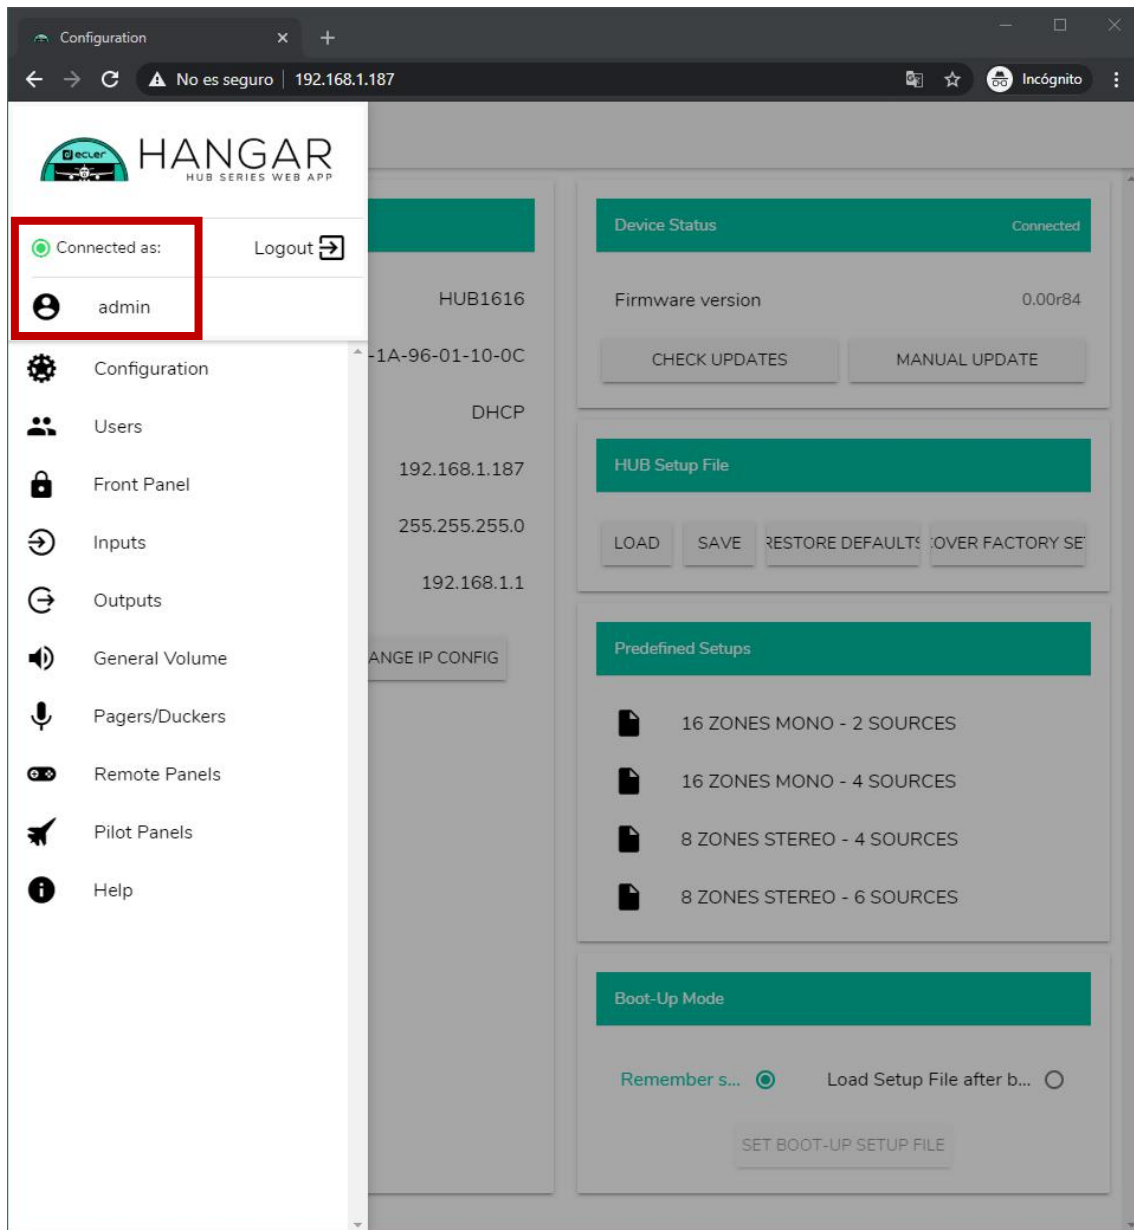 Configuration
No es seguro 192.168.1.187 Incógnito
ecler HANGAR
HUB SERIES WEB APP
Connected as: Logout
admin
Configuration
Users
Front Panel
Inputs
Outputs
General Volume
Pagers/Duckers
Remote Panels
Pilot Panels
Help
HUB1616
-1A-96-01-10-0C
DHCP
192.168.1.187
255.255.255.0
192.168.1.1
ANGE IP CONFIG
Device Status Connected
Firmware version 0.00r84
CHECK UPDATES MANUAL UPDATE
HUB Setup File
LOAD SAVE RESTORE DEFAULTS OVER FACTORY SE
Predefined Setups
16 ZONES MONO - 2 SOURCES
16 ZONES MONO - 4 SOURCES
8 ZONES STEREO - 4 SOURCES
8 ZONES STEREO - 6 SOURCES
Boot-Up Mode
Remember s... Load Setup File after b...
SET BOOT-UP SETUP FILE